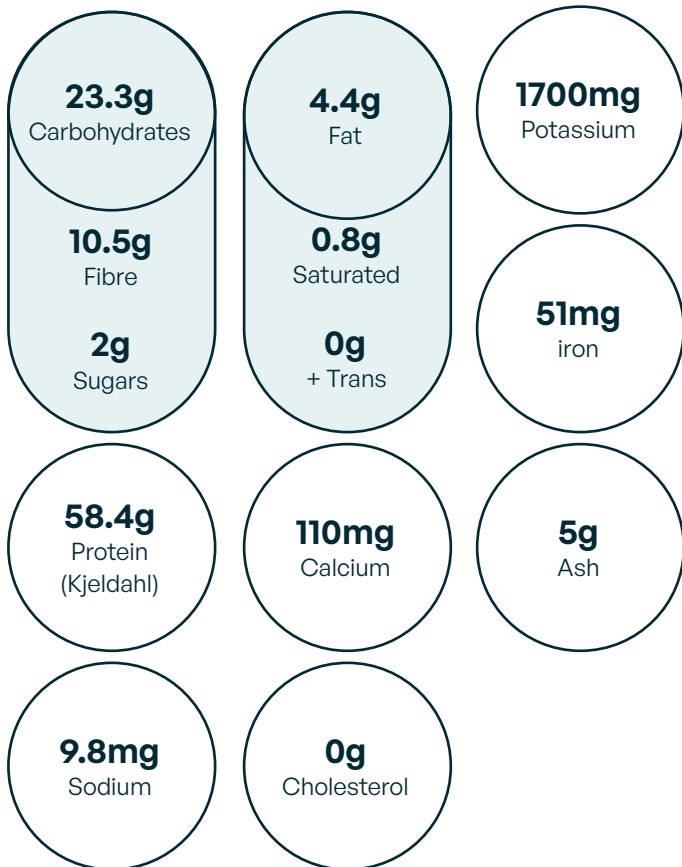 23.3g
Carbohydrates
10.5g
Fibre
2g
Sugars
4.4g
Fat
0.8g
Saturated
0g
+ Trans
1700mg
Potassium
51mg
iron
58.4g
Protein
(Kjeldahl)
110mg
Calcium
5g
Ash
9.8mg
Sodium
0g
Cholesterol